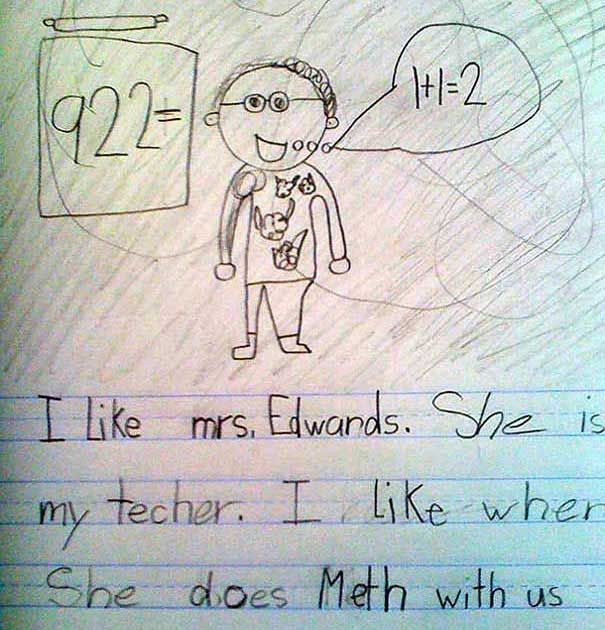 922=
1+1=2
I like mrs. Edwards. She is
my techer. I like when
She does Meth with us